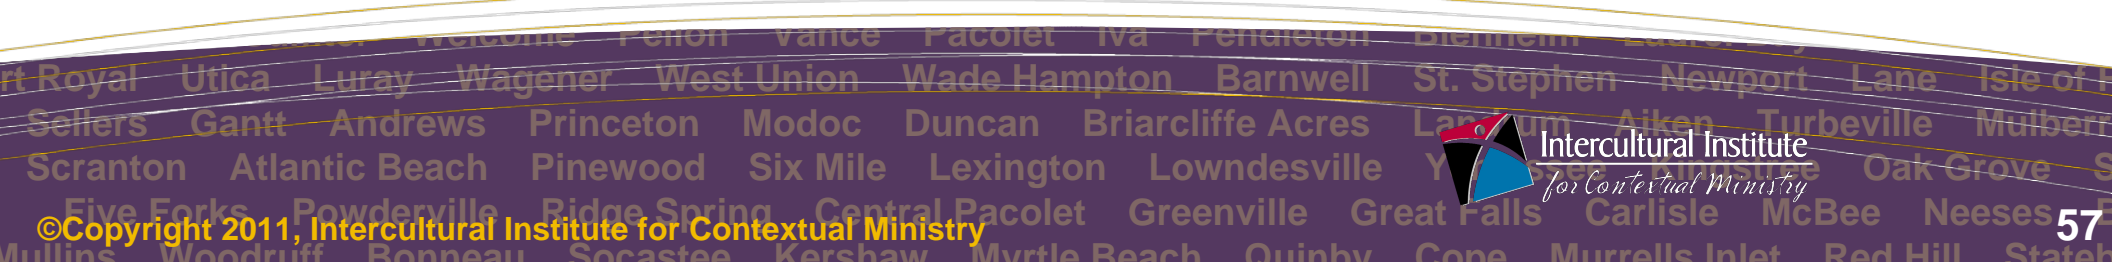 Welcome Pelion Vance Pacolet Iva Pendleton Blenheim
Royal Utica Luray Wagener West Union Wade Hampton Barnwell St. Stephen Newport Lane Isle of
Sellers Gantt Andrews Princeton Modoc Duncan Briarcliffe Acres Aiken Turbeville
Intercultural Institute
for Contextual Ministry
Scranton Atlantic Beach Pinewood Six Mile Lexington Lowndesville Oak Grove
Five Forks Powderville Ridge Spring Central Pacolet Greenville Great Falls Carlisle McBee Neeses
©Copyright 2011, Intercultural Institute for Contextual Ministry
57
Mullins Woodruff Bonneau Socastee Kershaw Myrtle Beach Quinby Cope Murrells Inlet Red Hill